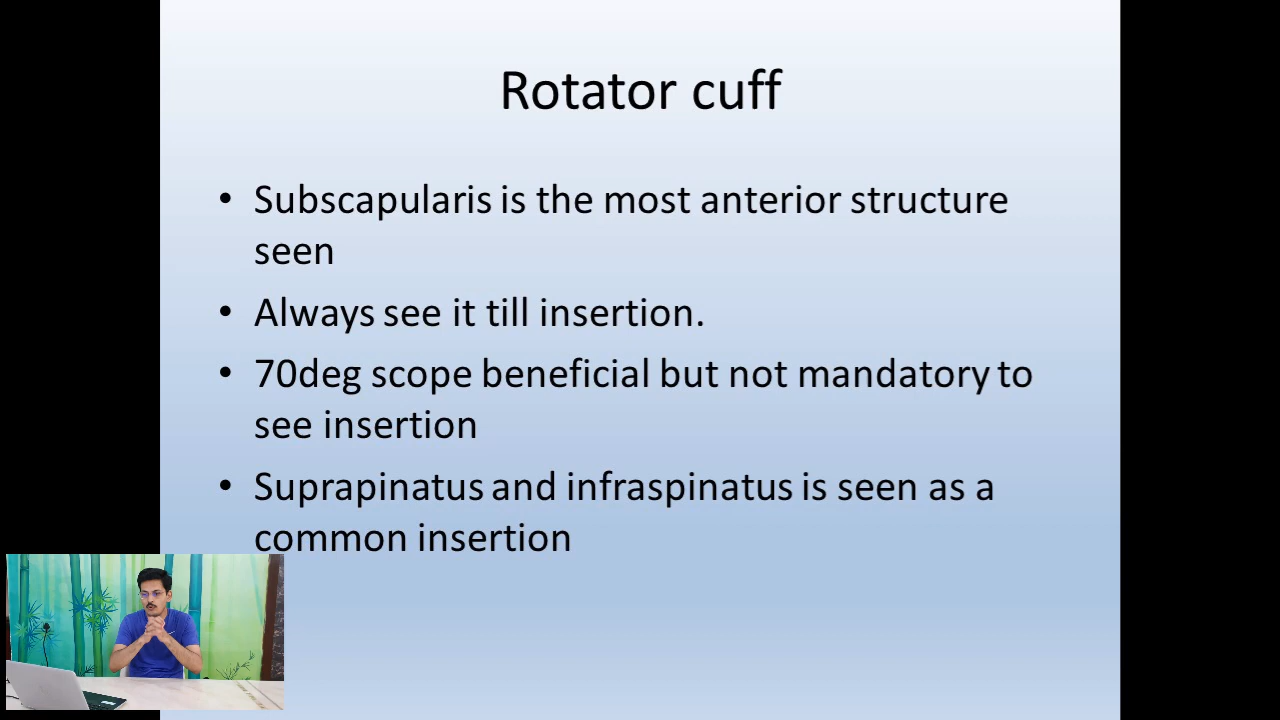 Rotator cuff
• Subscapularis is the most anterior structure
seen
• Always see it till insertion.
• 70deg scope beneficial but not mandatory to
see insertion
• Suprapinatus and infraspinatus is seen as a
common insertion